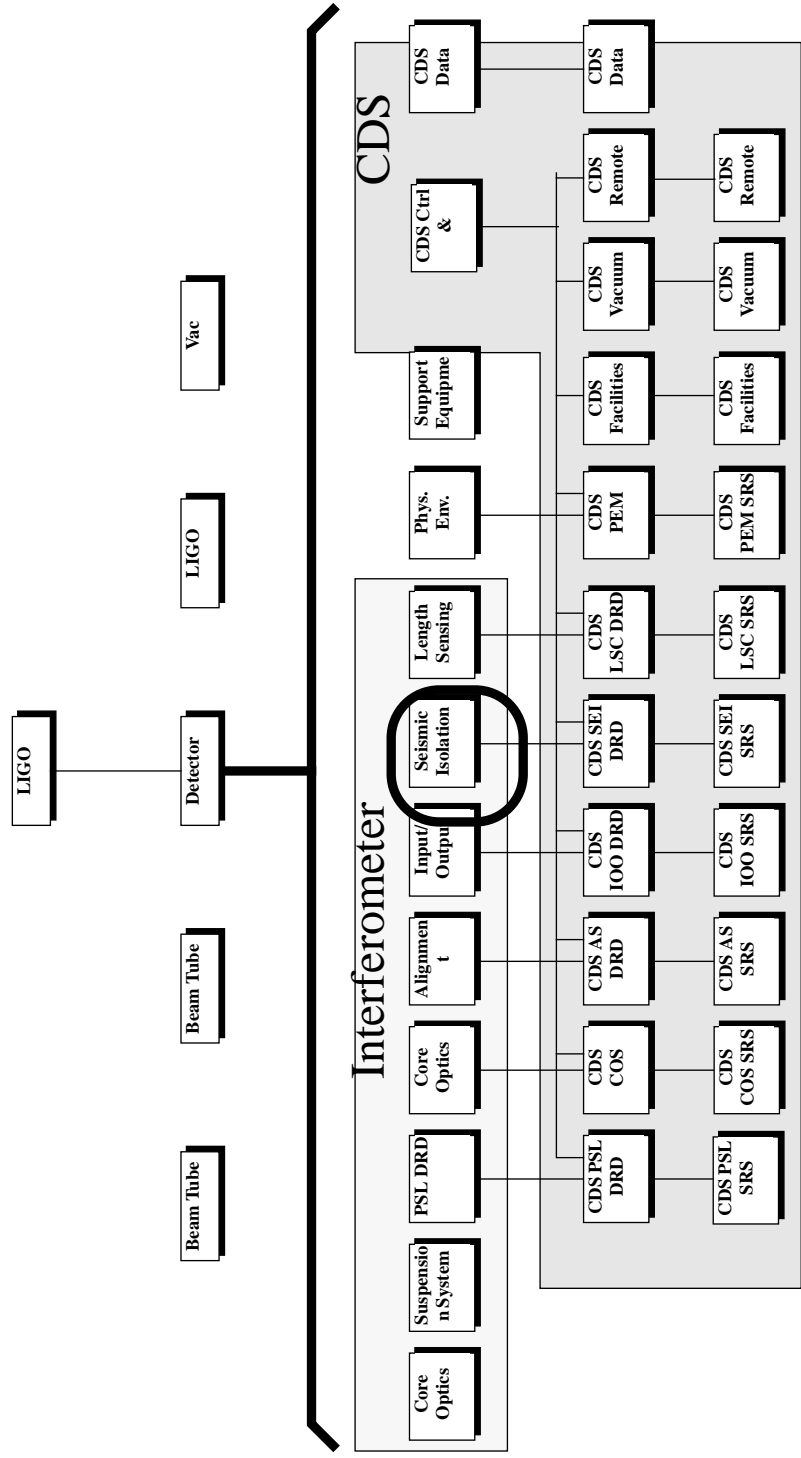 LIGO
Beam Tube
Beam Tube
Detector
LIGO
Vac
Interferometer
CDS
Core
Optics
Suspensio
n System
PSL DRD
Core
Optics
Alignmen
t
Input/
Output
Seismic
Isolation
Length
Sensing
Phys.
Env.
Support
Equipme
CDS Ctrl
&
CDS
Data
CDS PSL
DRD
CDS
COS
CDS AS
DRD
CDS
IOO DRD
CDS SEI
DRD
CDS
LSC DRD
CDS
PEM
CDS
Facilities
CDS
Vacuum
CDS
Remote
CDS
Data
CDS PSL
SRS
CDS
COS SRS
CDS AS
SRS
CDS
IOO SRS
CDS SEI
SRS
CDS
LSC SRS
CDS
PEM SRS
CDS
Facilities
CDS
Vacuum
CDS
Remote